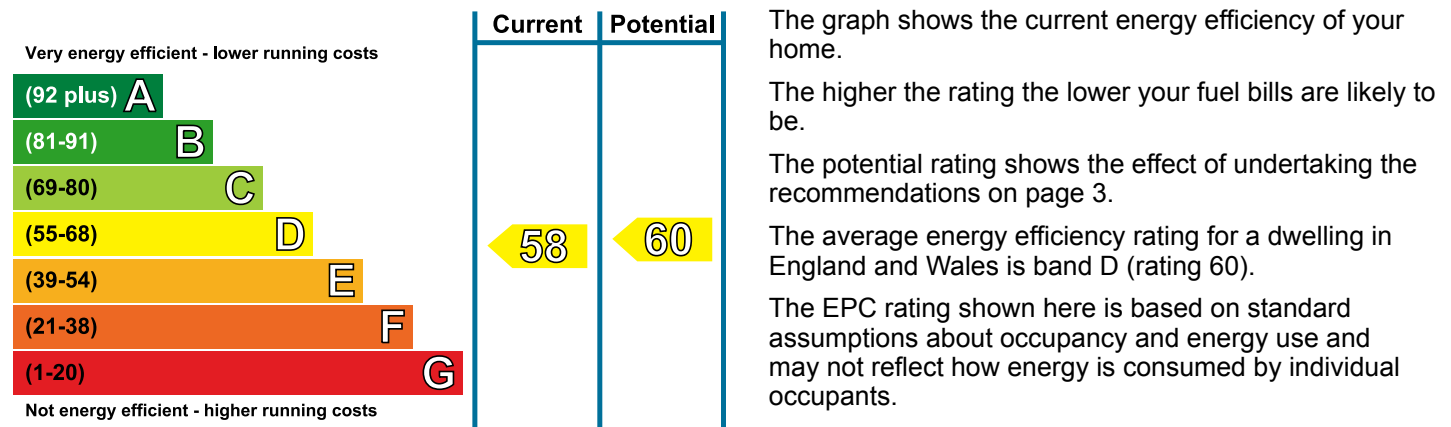 Current Potential
Very energy efficient - lower running costs
(92 plus) A
(81-91) B
(69-80) C
(55-68) D
(39-54) E
(21-38) F
(1-20) G
Not energy efficient - higher running costs
58 60
The graph shows the current energy efficiency of your
home.
The higher the rating the lower your fuel bills are likely to
be.
The potential rating shows the effect of undertaking the
recommendations on page 3.
The average energy efficiency rating for a dwelling in
England and Wales is band D (rating 60).
The EPC rating shown here is based on standard
assumptions about occupancy and energy use and
may not reflect how energy is consumed by individual
occupants.